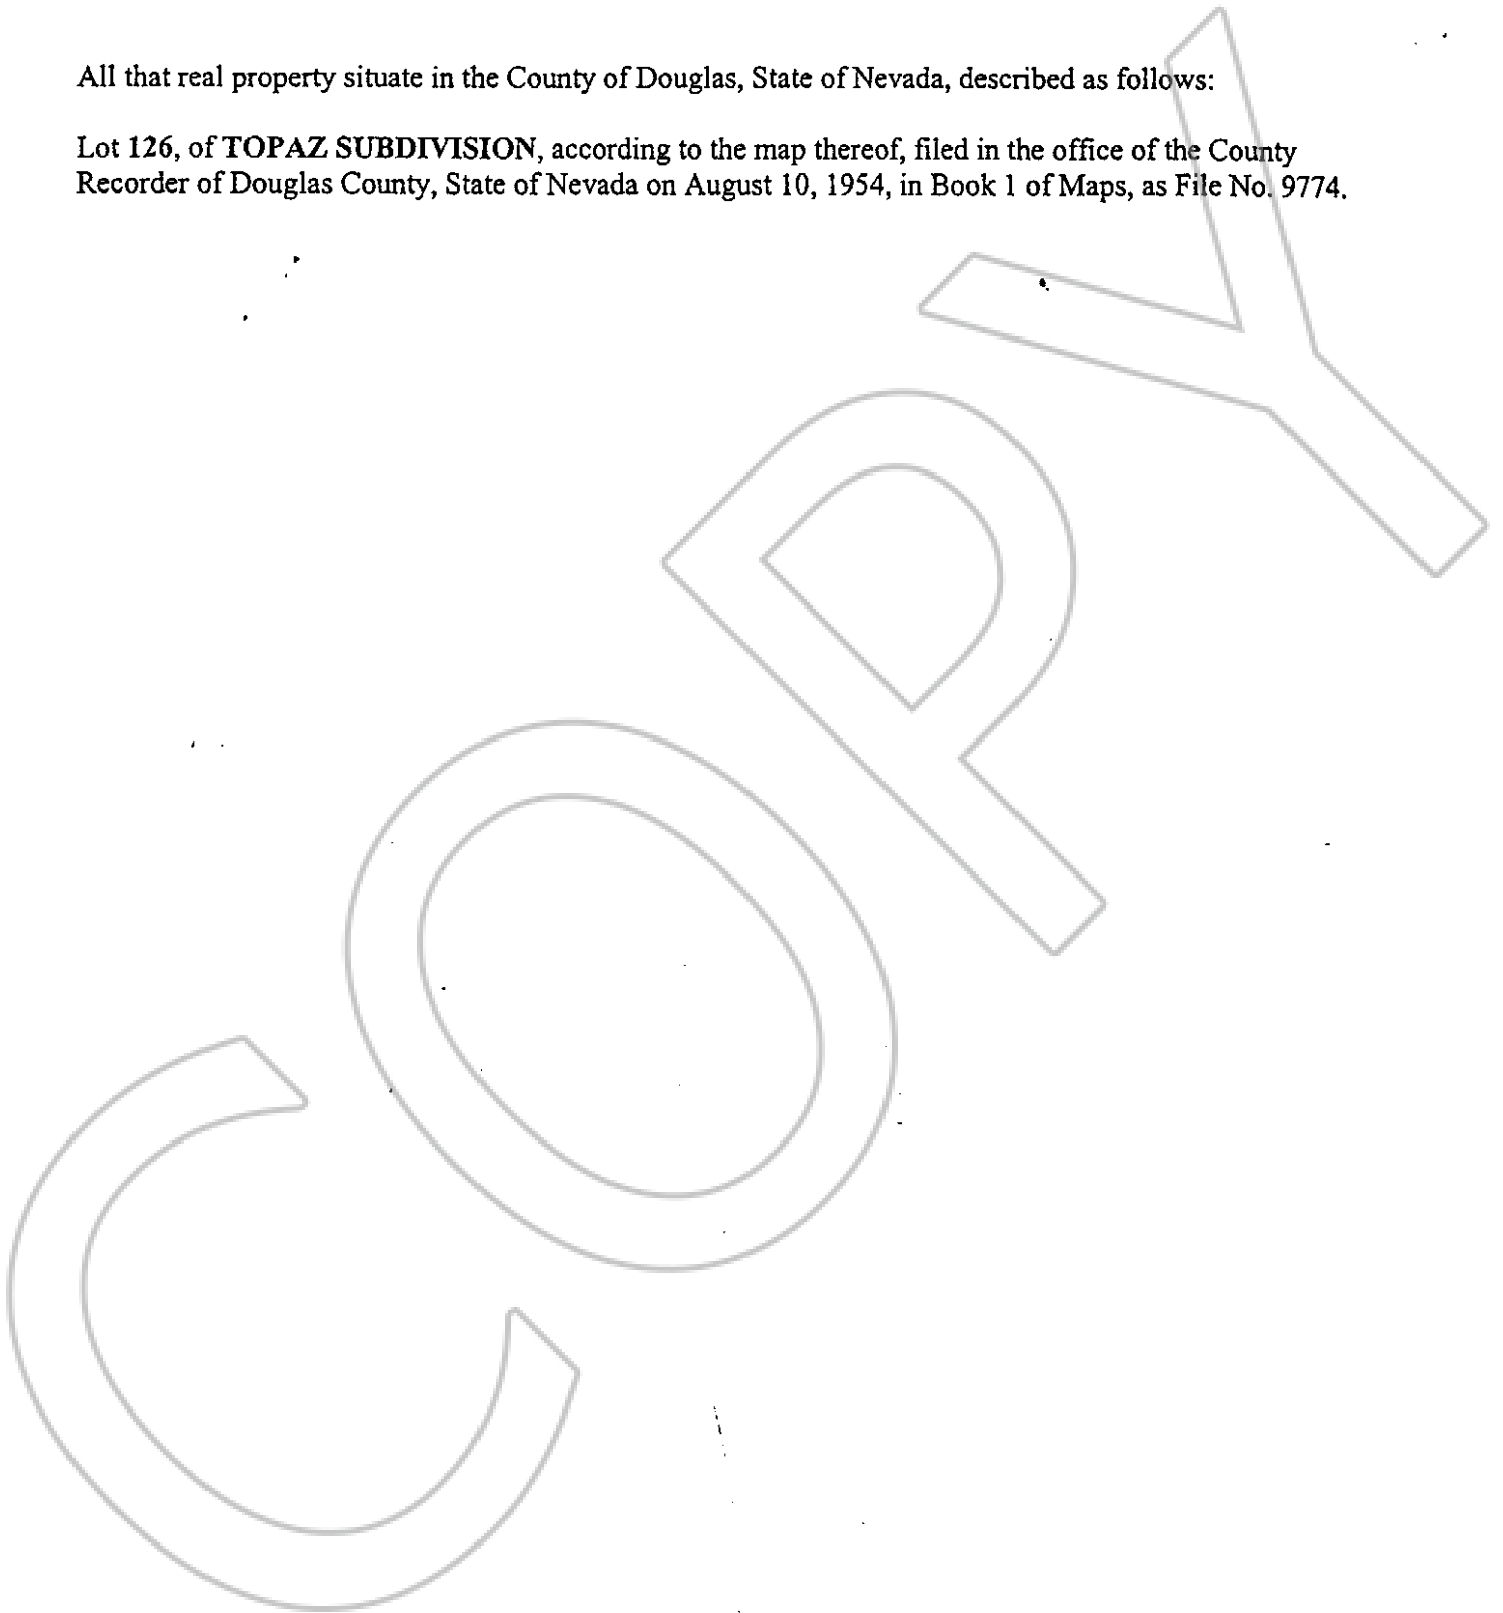 All that real property situate in the County of Douglas, State of Nevada, described as follows:
Lot 126, of TOPAZ SUBDIVISION, according to the map thereof, filed in the office of the County
Recorder of Douglas County, State of Nevada on August 10, 1954, in Book 1 of Maps, as File No. 9774.
COPY